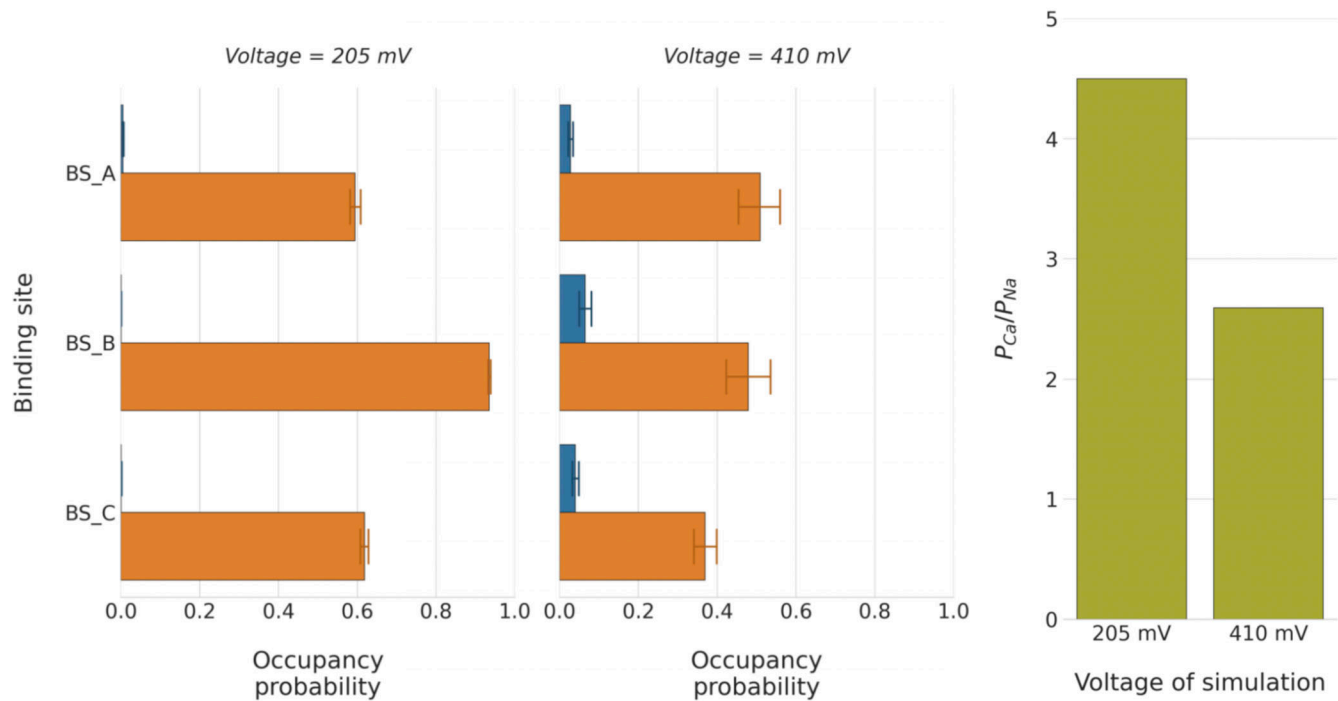 Voltage = 205 mV
Voltage = 410 mV
Binding site
BS_A
BS_B
BS_C
0.0 0.2 0.4 0.6 0.8 1.0
0.0 0.2 0.4 0.6 0.8 1.0
Occupancy
probability
Occupancy
probability
P_Ca/P_Na
5
4
3
2
1
0
205 mV 410 mV
Voltage of simulation